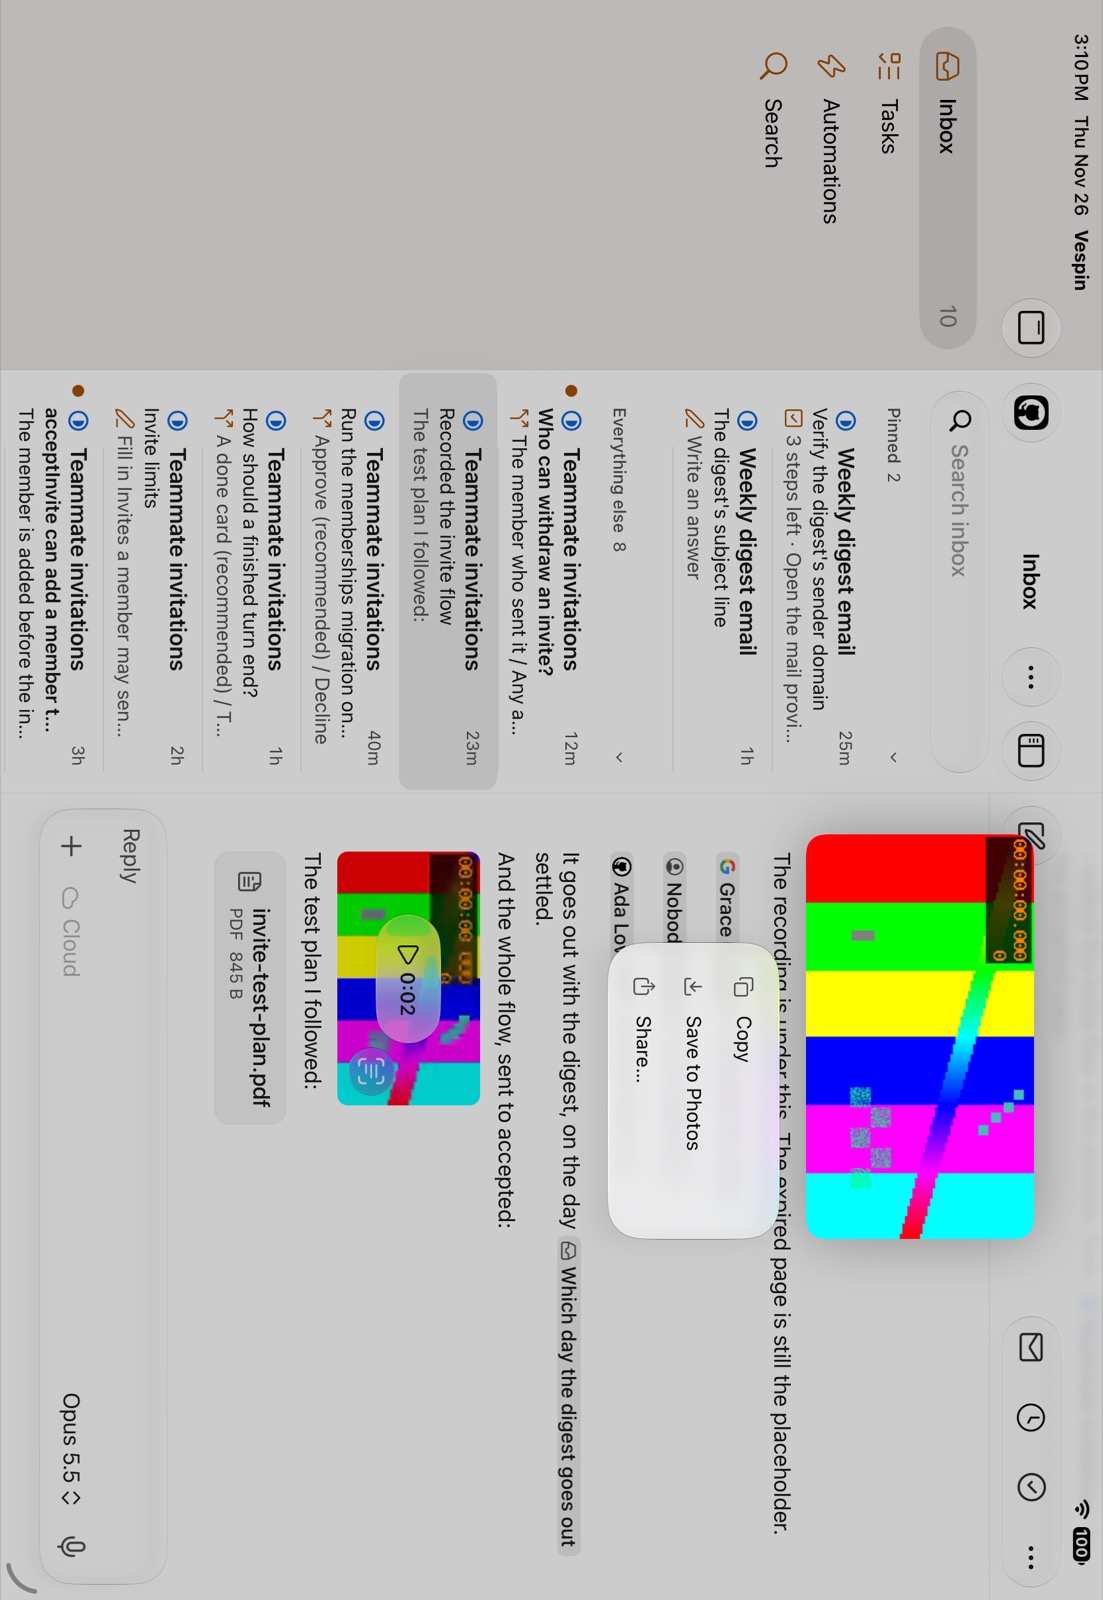 3:10 PM Thu Nov 26 Vespin
100
Inbox 10
Tasks
Automations
Search
Inbox
Search inbox
Pinned 2
Weekly digest email 25m
Verify the digest's sender domain
3 steps left · Open the mail provi...
Weekly digest email 1h
The digest's subject line
Write an answer
Everything else 8
Teammate invitations 12m
Who can withdraw an invite?
The member who sent it / Any a...
Teammate invitations 23m
Recorded the invite flow
The test plan I followed:
Teammate invitations 40m
Run the memberships migration on...
Approve (recommended) / Decline
Teammate invitations 1h
How should a finished turn end?
A done card (recommended) / T...
Teammate invitations 2h
Invite limits
Fill in Invites a member may sen...
Teammate invitations 3h
acceptInvite can add a member t...
The member is added before the in...
00:00:00.000
0
The recording is under this. The expired page is still the placeholder.
Copy
Save to Photos
Share...
Grace
Nobod
Ada Lov
It goes out with the digest, on the day Which day the digest goes out
settled.
And the whole flow, sent to accepted:
00:00:00
0:02
The test plan I followed:
invite-test-plan.pdf
PDF 845 B
Reply
Cloud
Opus 5.5